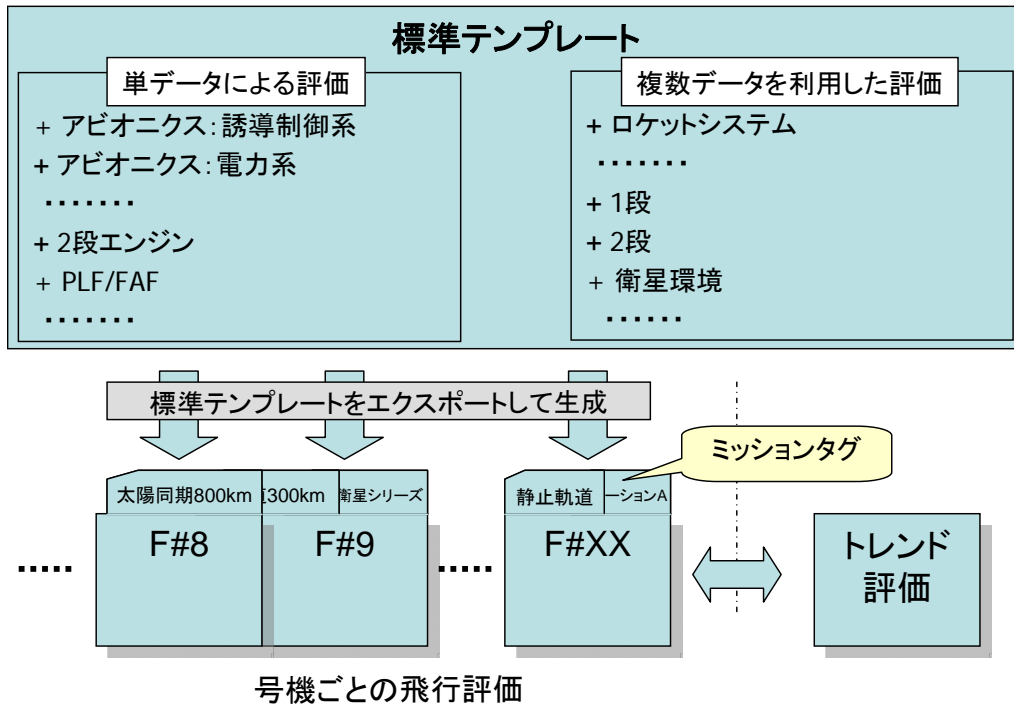 標準テンプレート
単データによる評価
+ アビオニクス：誘導制御系
+ アビオニクス：電力系
・・・・・・・
+ 2段エンジン
+ PLF/FAF
・・・・・・・
複数データを利用した評価
+ ロケットシステム
・・・・・・・
+ 1段
+ 2段
+ 衛星環境
・・・・・・
標準テンプレートをエクスポートして生成
ミッションタグ
太陽同期800km
300km
衛星シリーズ
静止軌道
ーションA
.....
F#8
F#9
.....
F#XX
トレンド
評価
号機ごとの飛行評価